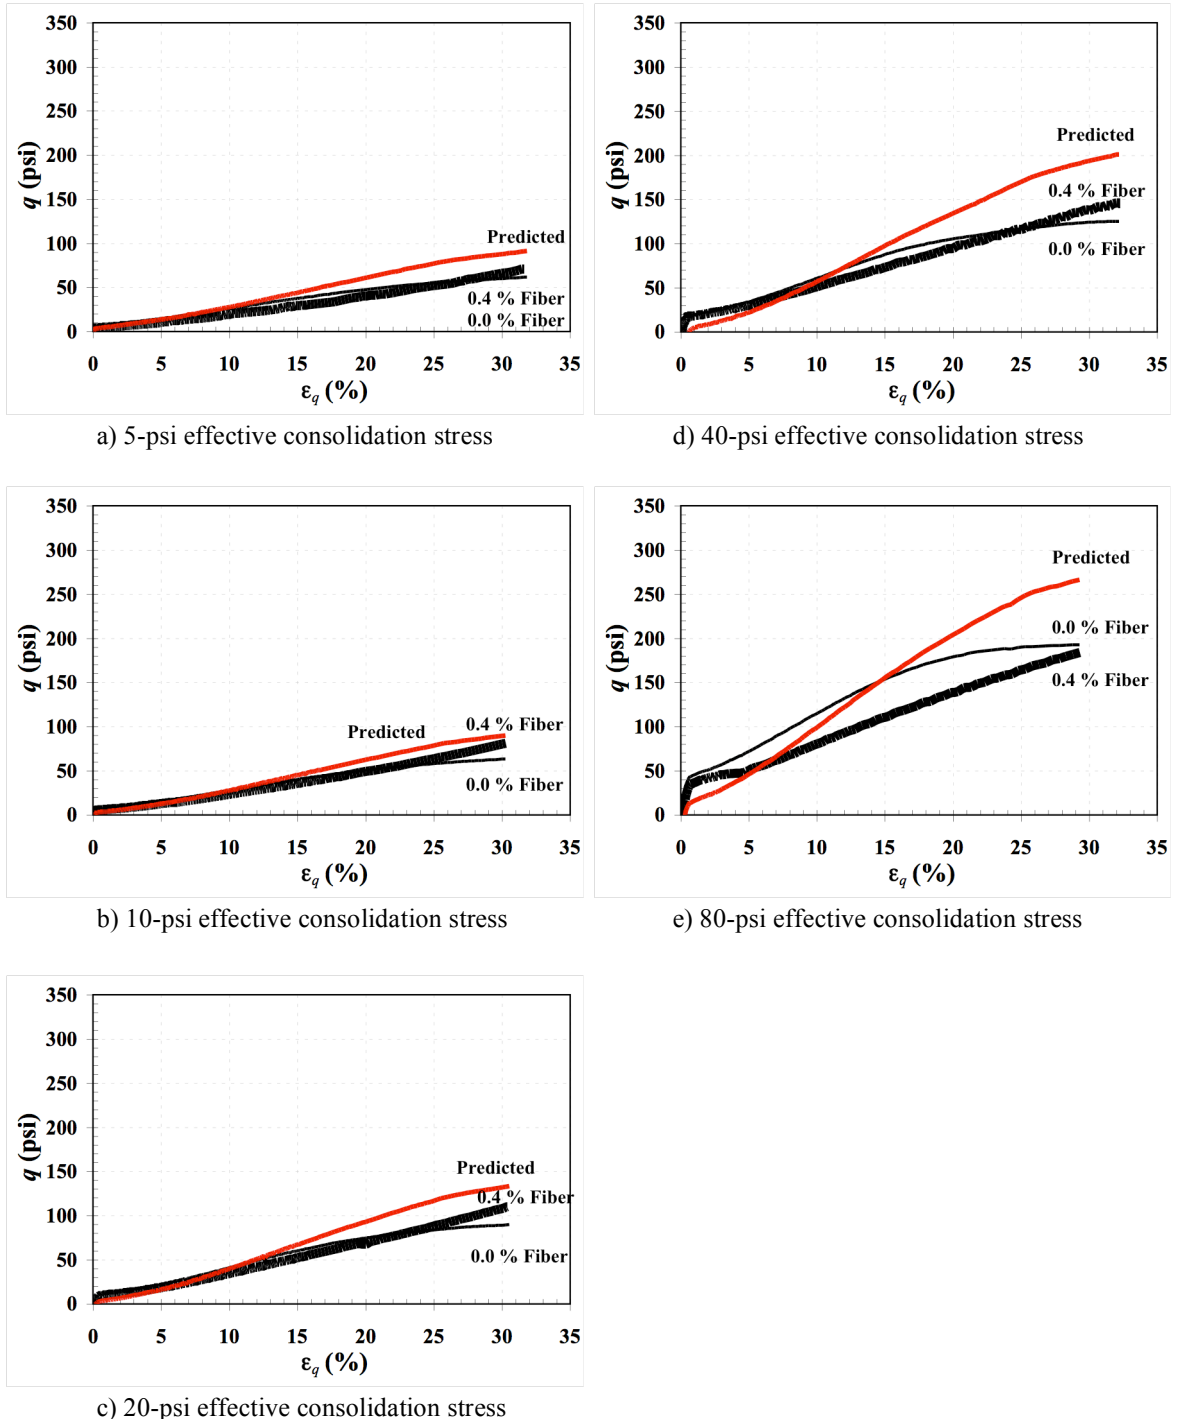 350
300
250
200
150
100
50
0
q (psi)
Predicted
0.4 % Fiber
0.0 % Fiber
0 5 10 15 20 25 30 35
εq (%)
a) 5-psi effective consolidation stress
350
300
250
200
150
100
50
0
q (psi)
Predicted
0.4 % Fiber
0.0 % Fiber
0 5 10 15 20 25 30 35
εq (%)
d) 40-psi effective consolidation stress
350
300
250
200
150
100
50
0
q (psi)
Predicted
0.4 % Fiber
0.0 % Fiber
0 5 10 15 20 25 30 35
εq (%)
b) 10-psi effective consolidation stress
350
300
250
200
150
100
50
0
q (psi)
Predicted
0.0 % Fiber
0.4 % Fiber
0 5 10 15 20 25 30 35
εq (%)
e) 80-psi effective consolidation stress
350
300
250
200
150
100
50
0
q (psi)
Predicted
0.4 % Fiber
0.0 % Fiber
0 5 10 15 20 25 30 35
εq (%)
c) 20-psi effective consolidation stress